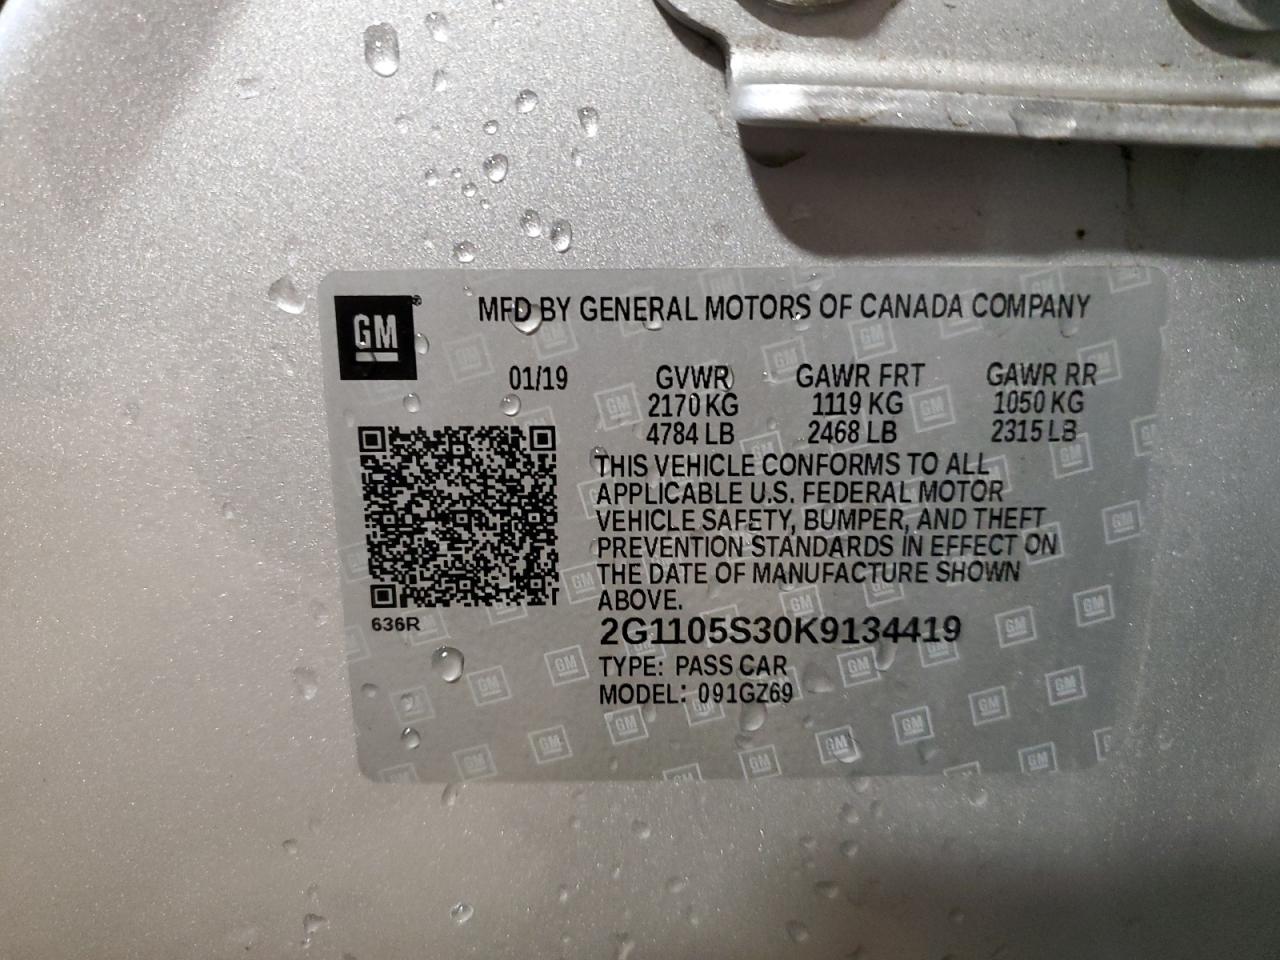 GM®
MFD BY GENERAL MOTORS OF CANADA COMPANY
01/19 GVWR GAWR FRT GAWR RR
2170 KG 1119 KG 1050 KG
4784 LB 2468 LB 2315 LB
THIS VEHICLE CONFORMS TO ALL
APPLICABLE U.S. FEDERAL MOTOR
VEHICLE SAFETY, BUMPER, AND THEFT
PREVENTION STANDARDS IN EFFECT ON
THE DATE OF MANUFACTURE SHOWN
ABOVE.
636R
2G1105S30K9134419
TYPE: PASS CAR
MODEL: 091GZ69